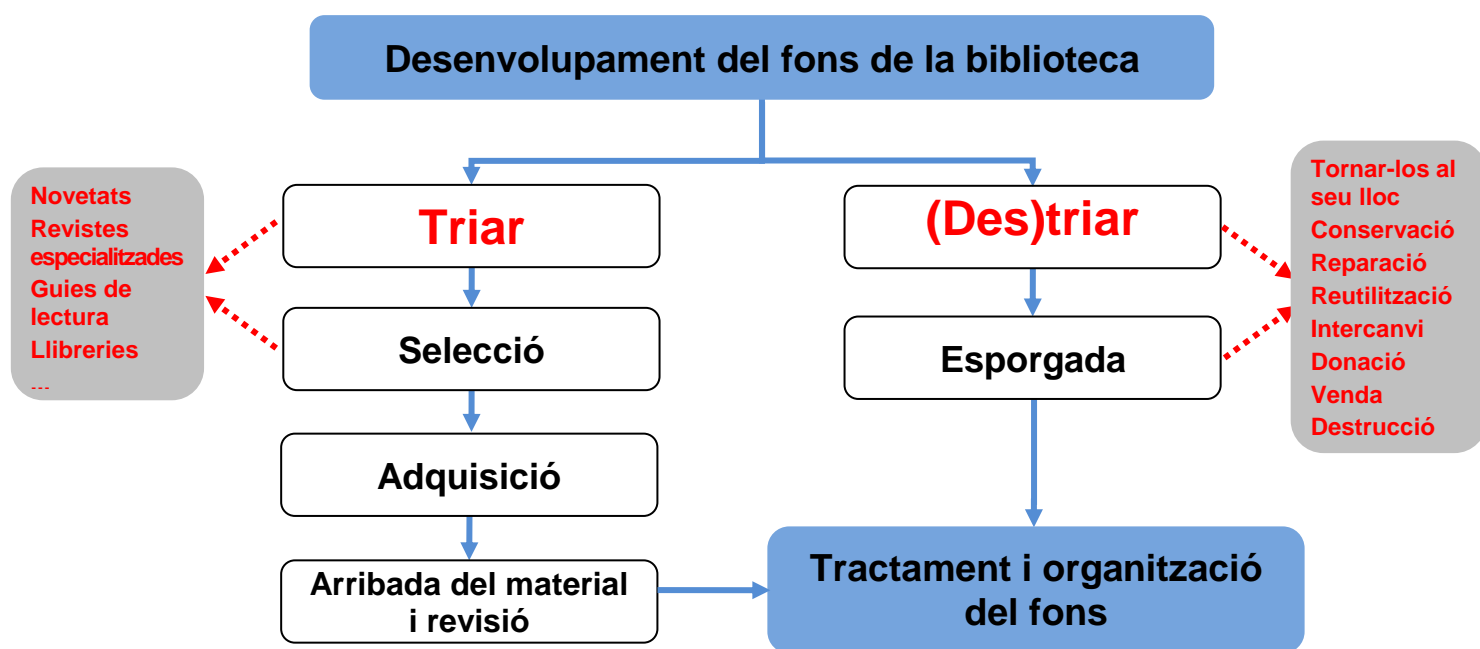 Desenvolupament del fons de la biblioteca
Novetats
Revistes
especialitzades
Guies de
lectura
Llibreries
...
Triar
Selecció
Adquisició
Arribada del material
i revisió
(Des)triar
Esporgada
Tractament i organització
del fons
Tornar-los al
seu lloc
Conservació
Reparació
Reutilització
Intercanvi
Donació
Venda
Destrucció